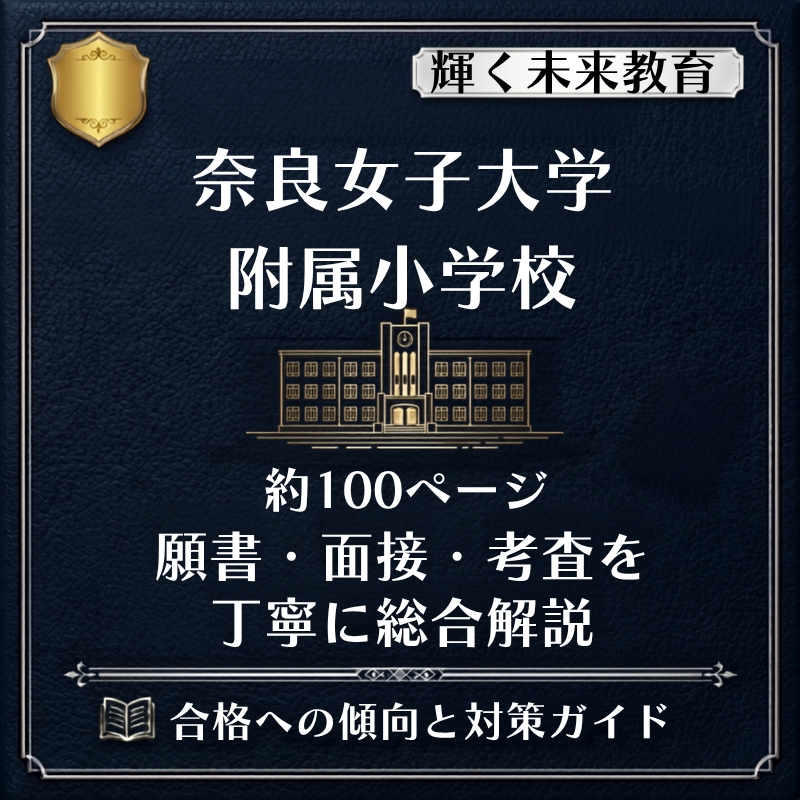 輝く未来教育
奈良女子大学
附属小学校
約100ページ
願書・面接・考査を
丁寧に総合解説
合格への傾向と対策ガイド